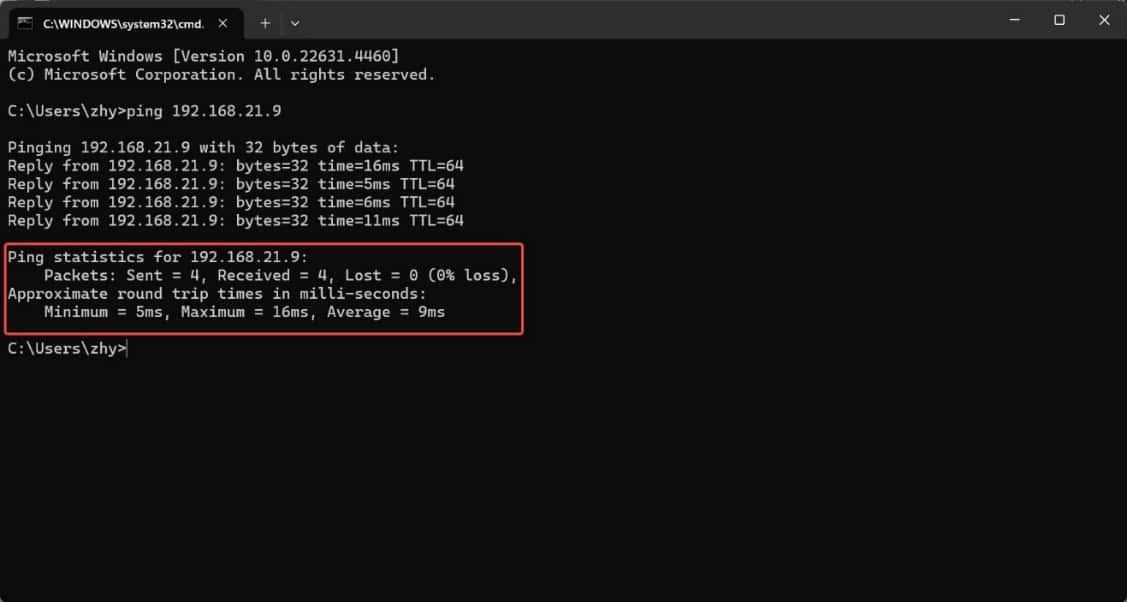 C:\WINDOWS\system32\cmd.
Microsoft Windows [Version 10.0.22631.4460]
(c) Microsoft Corporation. All rights reserved.
C:\Users\zhy>ping 192.168.21.9
Pinging 192.168.21.9 with 32 bytes of data:
Reply from 192.168.21.9: bytes=32 time=16ms TTL=64
Reply from 192.168.21.9: bytes=32 time=5ms TTL=64
Reply from 192.168.21.9: bytes=32 time=6ms TTL=64
Reply from 192.168.21.9: bytes=32 time=11ms TTL=64
Ping statistics for 192.168.21.9:
    Packets: Sent = 4, Received = 4, Lost = 0 (0% loss),
Approximate round trip times in milli-seconds:
    Minimum = 5ms, Maximum = 16ms, Average = 9ms
C:\Users\zhy>